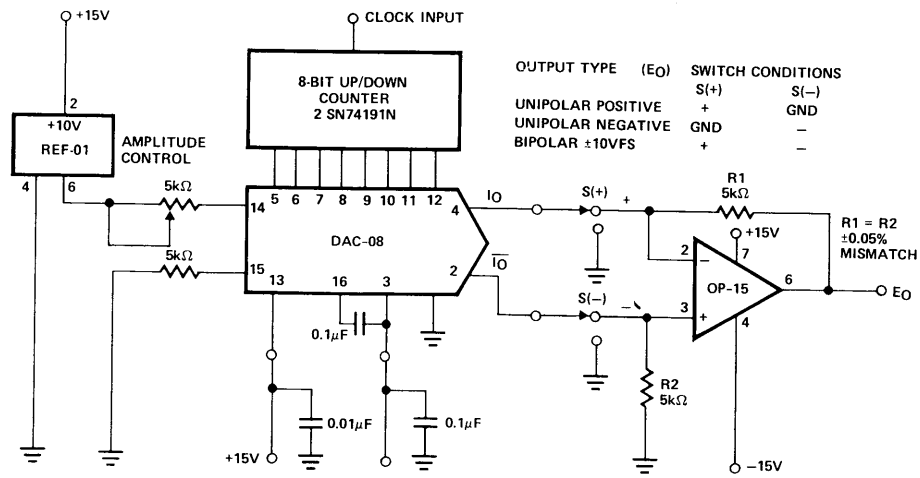 +15V
CLOCK INPUT
8-BIT UP/DOWN
COUNTER
2 SN74191N
OUTPUT TYPE (EO) SWITCH CONDITIONS
S(+) S(–)
UNIPOLAR POSITIVE + GND
UNIPOLAR NEGATIVE GND –
BIPOLAR ±10VFS + –
2
+10V
REF-01
4 6
AMPLITUDE
CONTROL
5kΩ
5kΩ
5 6 7 8 9 10 11 12
14
15
DAC-08
4
2
13 16 3
IO
IO
S(+)
+
S(–)
–
R1
5kΩ
+15V
7
2
–
OP-15
6
3
+
4
R1 = R2
±0.05%
MISMATCH
EO
R2
5kΩ
0.1µF
0.01µF
0.1µF
+15V
–15V